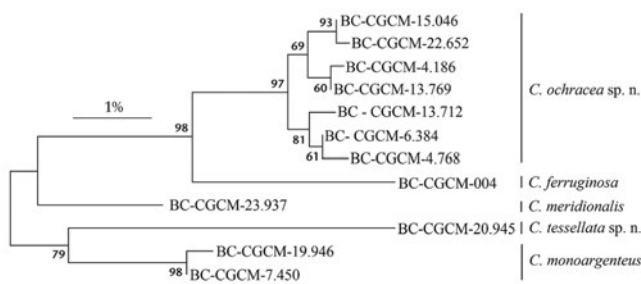 93
BC-CGCM-15.046
BC-CGCM-22.652
69
BC-CGCM-4.186
60
BC-CGCM-13.769
C. ochracea sp. n.
97
1%
BC - CGCM-13.712
81
BC- CGCM-6.384
61
BC-CGCM-4.768
98
BC-CGCM-004
C. ferruginosa
BC-CGCM-23.937
C. meridionalis
BC-CGCM-20.945
C. tessellata sp. n.
79
BC-CGCM-19.946
98
BC-CGCM-7.450
C. monoargenteus